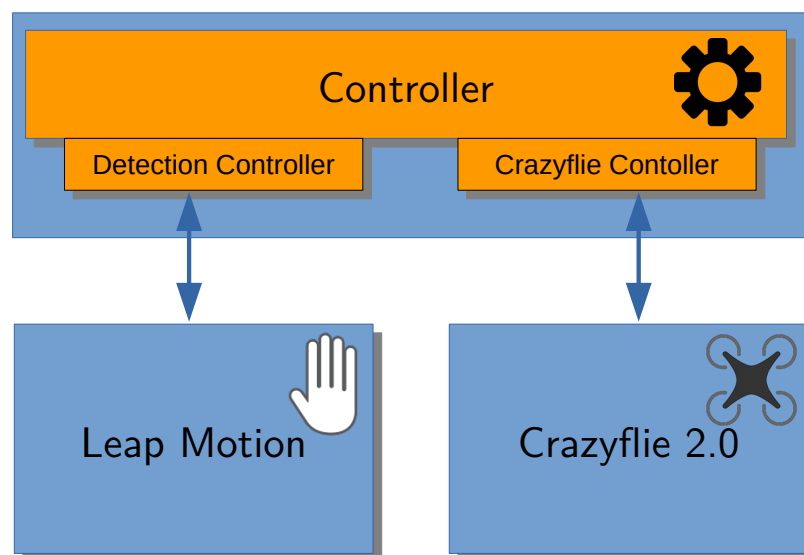 Controller
Detection Controller
Crazyflie Contoller
Leap Motion
Crazyflie 2.0